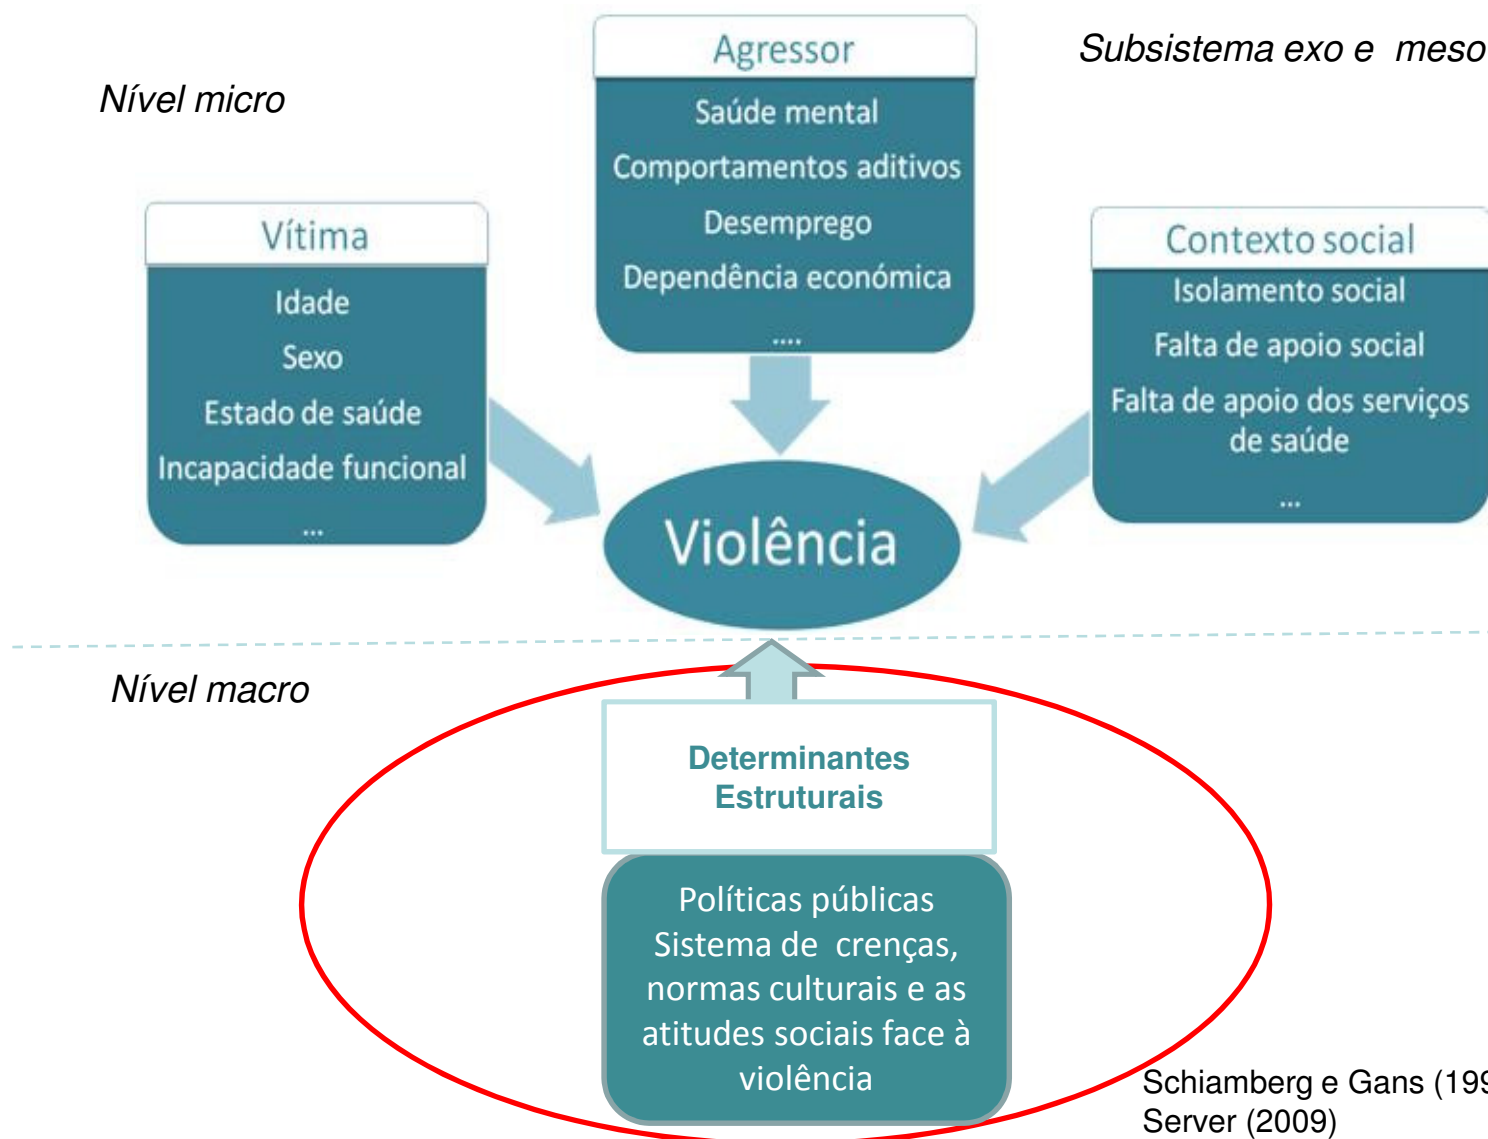 Nível micro
Subsistema exo e meso
Agressor
Saúde mental
Comportamentos aditivos
Desemprego
Dependência económica
....
Vítima
Idade
Sexo
Estado de saúde
Incapacidade funcional
...
Contexto social
Isolamento social
Falta de apoio social
Falta de apoio dos serviços
de saúde
...
Violência
Nível macro
Determinantes
Estruturais
Políticas públicas
Sistema de crenças,
normas culturais e as
atitudes sociais face à
violência
Schiamberg e Gans (199
Server (2009)